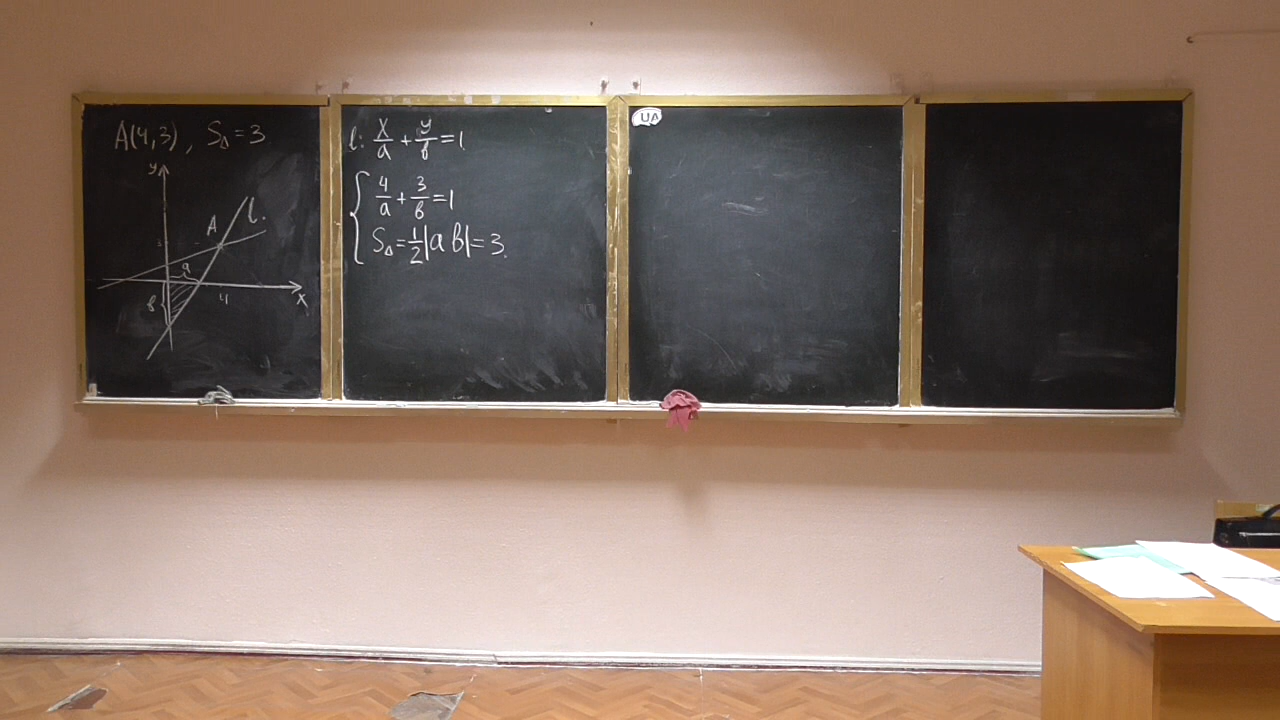 A(4,3), S△=3
y
A
l.
3
a
4
x
b
l: x/a + y/b = 1
{ 4/a + 3/b = 1
S△ = 1/2|a b| = 3.
UA